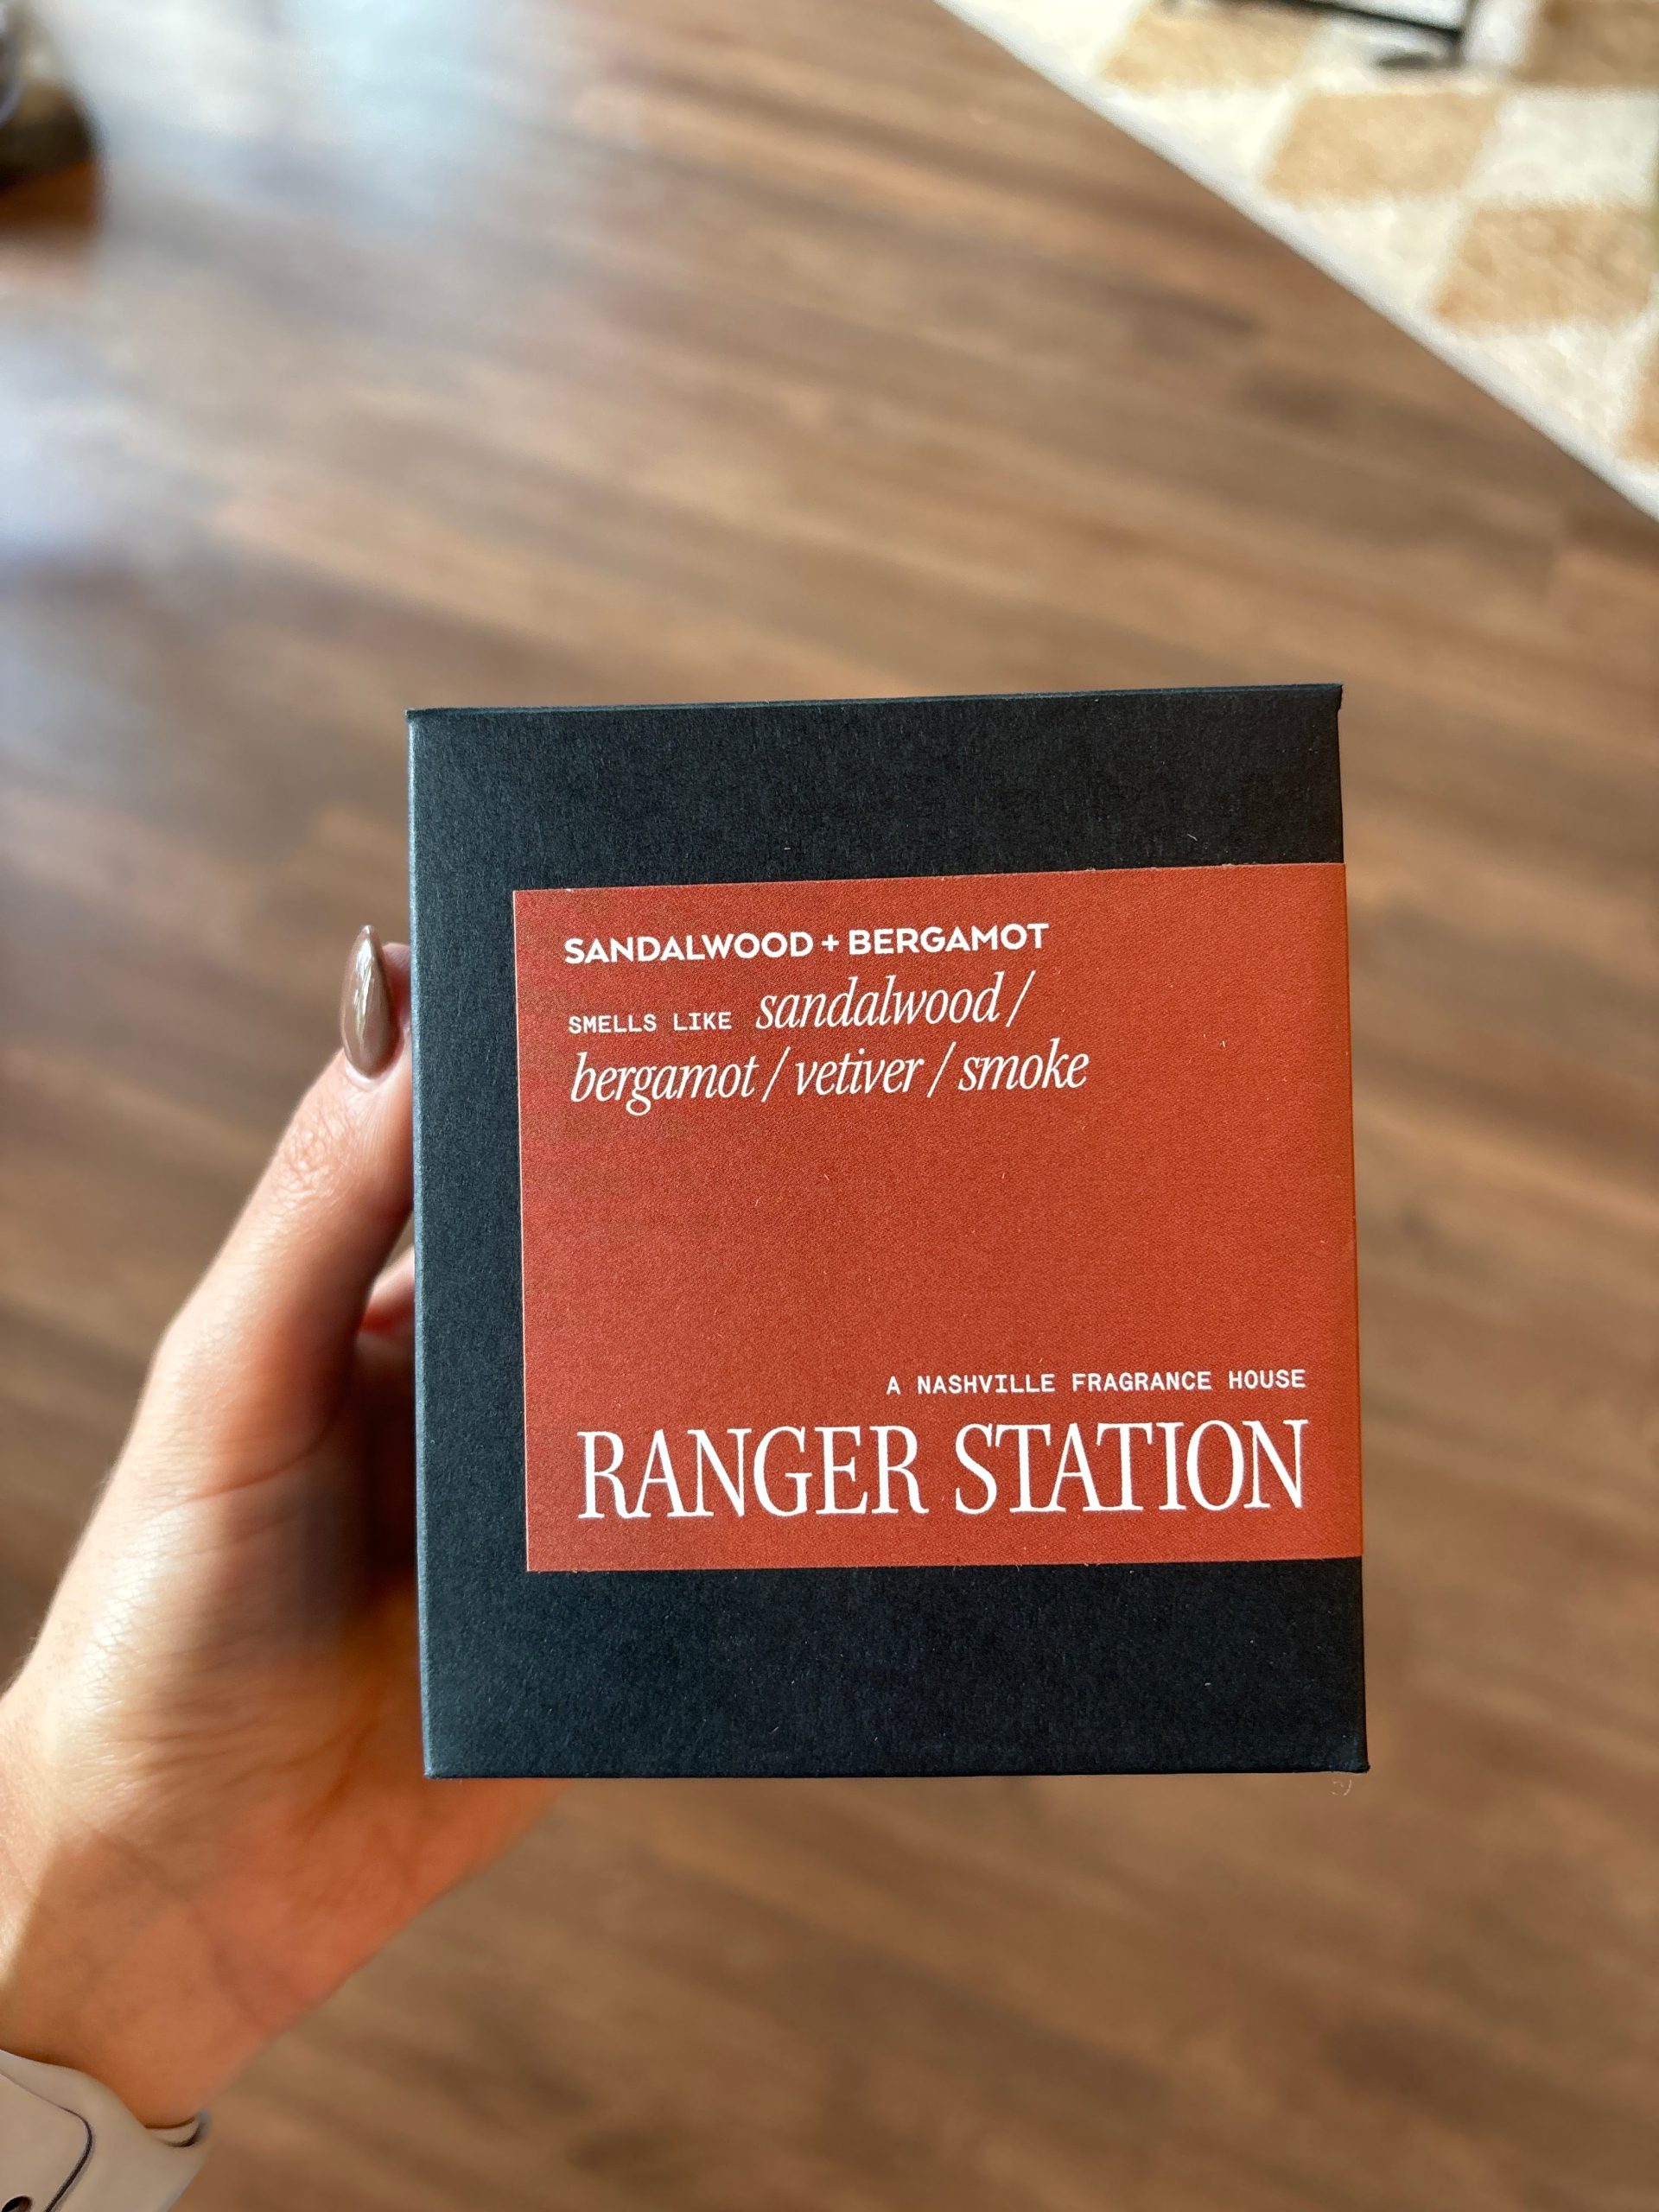 SANDALWOOD + BERGAMOT
SMELLS LIKE sandalwood /
bergamot / vetiver / smoke
A NASHVILLE FRAGRANCE HOUSE
RANGER STATION